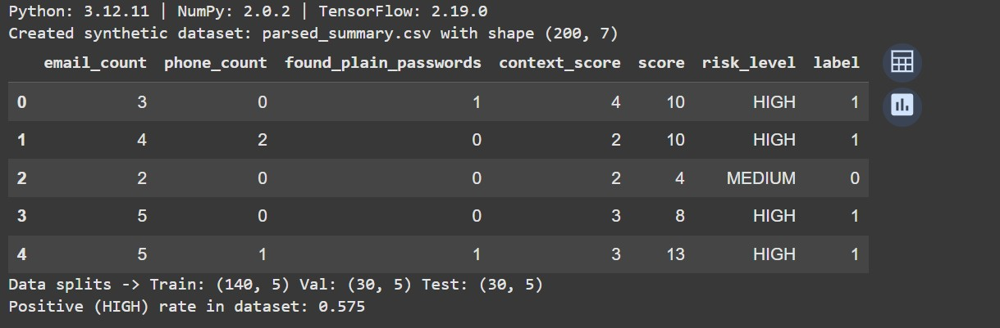 Python: 3.12.11 | NumPy: 2.0.2 | TensorFlow: 2.19.0
Created synthetic dataset: parsed_summary.csv with shape (200, 7)
email_count phone_count found_plain_passwords context_score score risk_level label
0 3 0 1 4 10 HIGH 1
1 4 2 0 2 10 HIGH 1
2 2 0 0 2 4 MEDIUM 0
3 5 0 0 3 8 HIGH 1
4 5 1 1 3 13 HIGH 1
Data splits -> Train: (140, 5) Val: (30, 5) Test: (30, 5)
Positive (HIGH) rate in dataset: 0.575